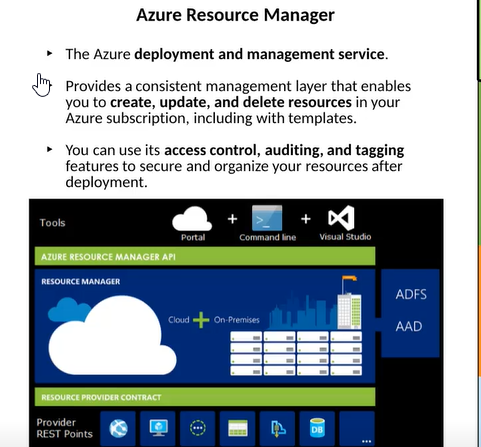 Azure Resource Manager
The Azure deployment and management service.
Provides a consistent management layer that enables
you to create, update, and delete resources in your
Azure subscription, including with templates.
You can use its access control, auditing, and tagging
features to secure and organize your resources after
deployment.
Tools
Portal
Command line
Visual Studio
AZURE RESOURCE MANAGER API
RESOURCE MANAGER
Cloud + On-Premises
ADFS
AAD
RESOURCE PROVIDER CONTRACT
Provider
REST Points
DB
...